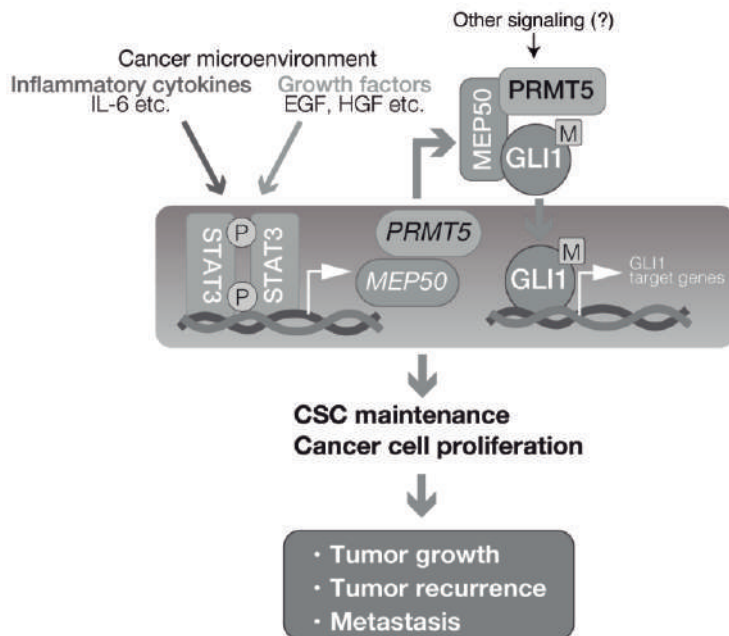 Other signaling (?)
Cancer microenvironment
Inflammatory cytokines
IL-6 etc.
Growth factors
EGF, HGF etc.
MEP50
PRMT5
GLI1
M
STAT3
P
P
STAT3
PRMT5
MEP50
GLI1
M
GLI1
target genes
CSC maintenance
Cancer cell proliferation
・Tumor growth
・Tumor recurrence
・Metastasis